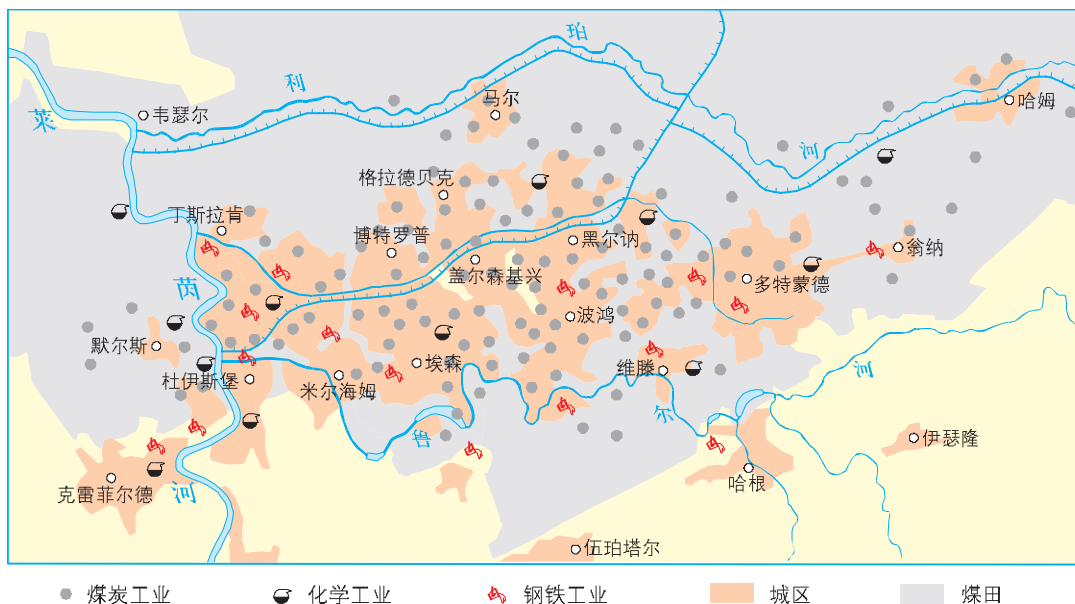 珀
利
莱
韦瑟尔
马尔
哈姆
河
格拉德贝克
丁斯拉肯
博特罗普
黑尔讷
翁纳
盖尔森基兴
多特蒙德
茵
波鸿
默尔斯
埃森
维滕
河
杜伊斯堡
米尔海姆
鲁
尔
伊瑟隆
克雷菲尔德
河
哈根
伍珀塔尔
煤炭工业 化学工业 钢铁工业 城区 煤田